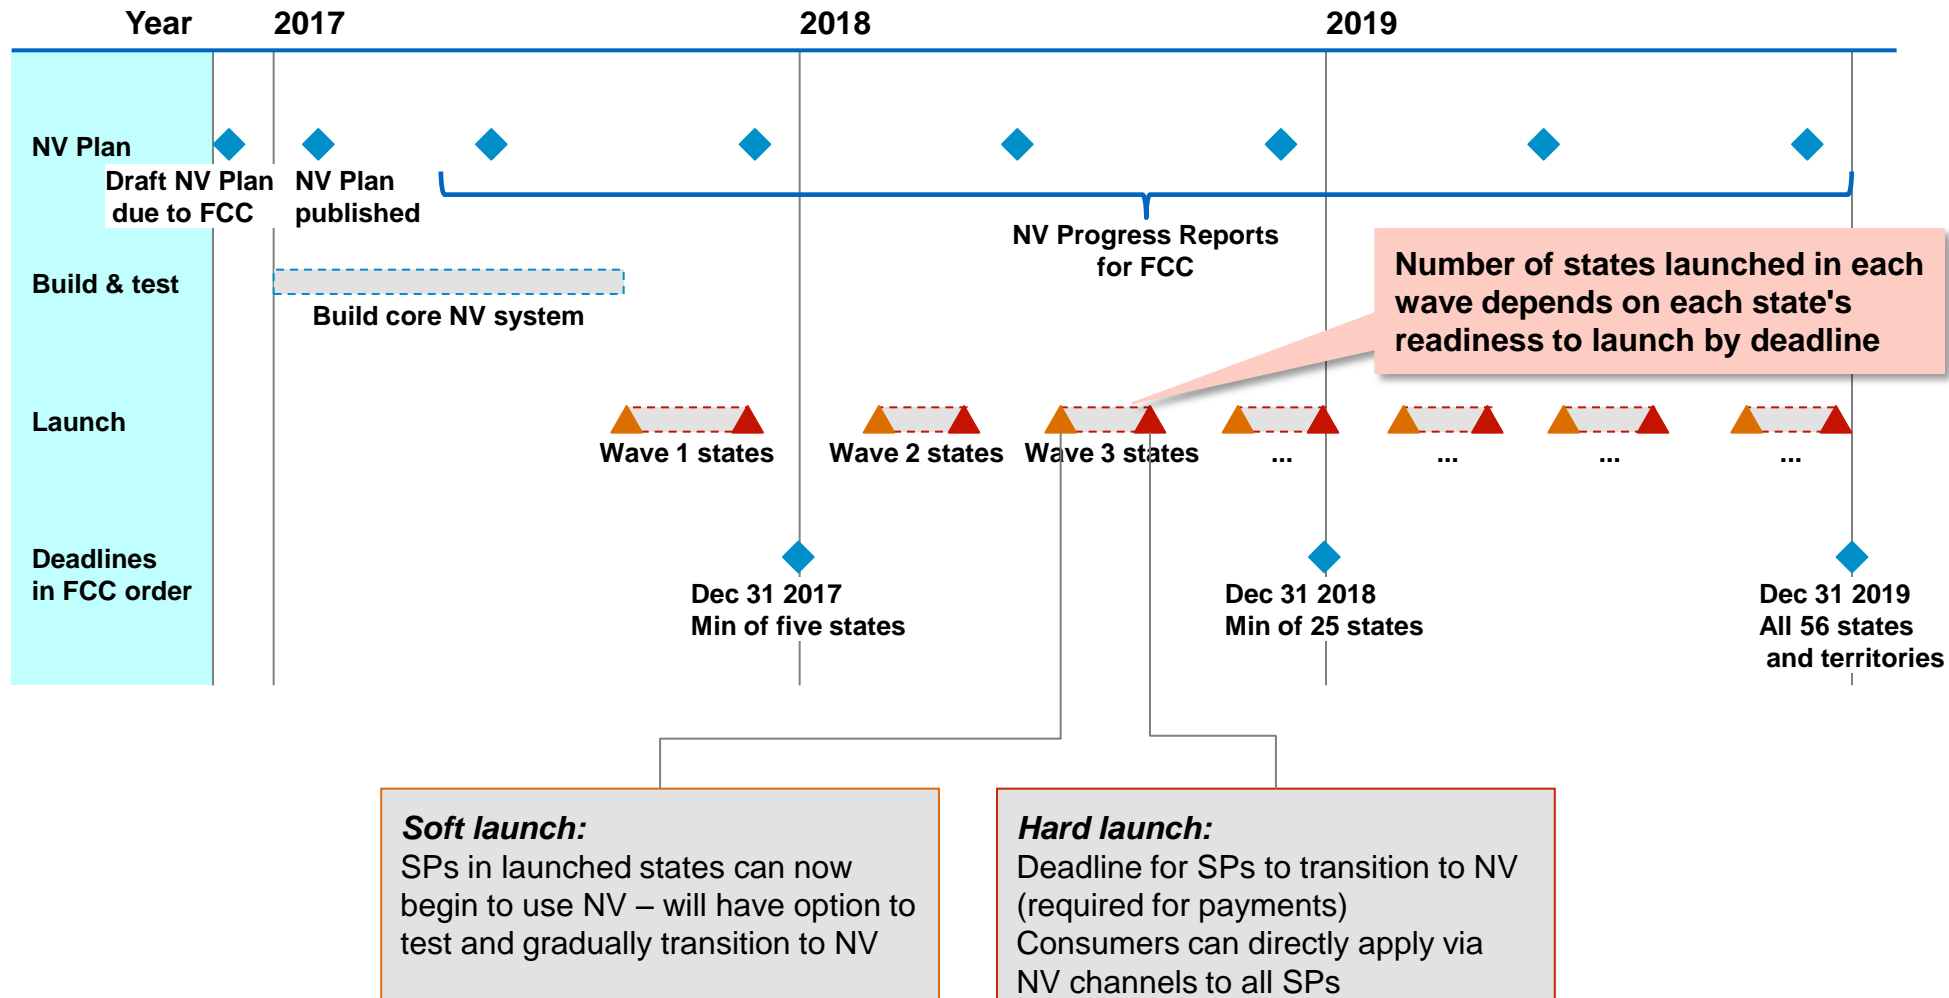 Year 2017 2018 2019
NV Plan
Draft NV Plan
due to FCC
NV Plan
published
NV Progress Reports
for FCC
Number of states launched in each
wave depends on each state's
readiness to launch by deadline
Build & test
Build core NV system
Launch
Wave 1 states
Wave 2 states
Wave 3 states
...
...
...
...
Deadlines
in FCC order
Dec 31 2017
Min of five states
Dec 31 2018
Min of 25 states
Dec 31 2019
All 56 states
and territories
Soft launch:
SPs in launched states can now
begin to use NV – will have option to
test and gradually transition to NV
Hard launch:
Deadline for SPs to transition to NV
(required for payments)
Consumers can directly apply via
NV channels to all SPs